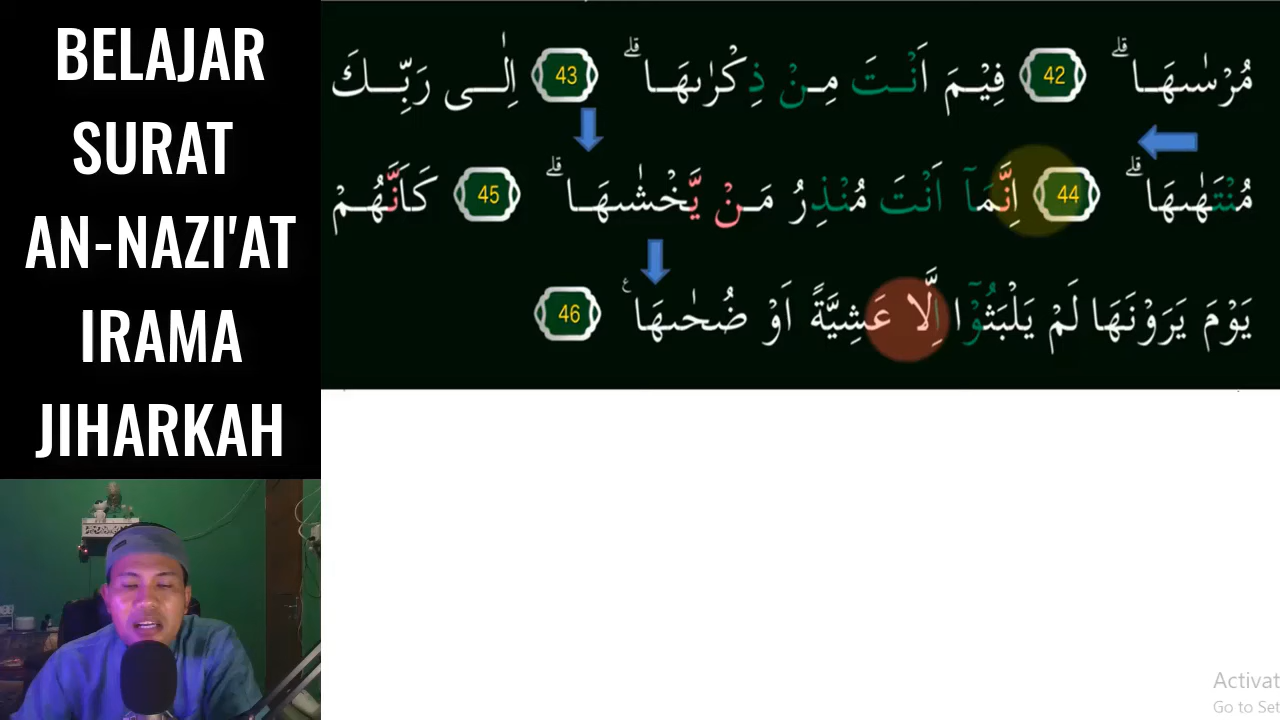 BELAJAR
SURAT
AN-NAZI'AT
IRAMA
JIHARKAH
مُرْسٰىهَاۗ 42 فِيْمَ اَنْتَ مِنْ ذِكْرٰىهَاۗ 43 اِلٰى رَبِّكَ
مُنْتَهٰىهَاۗ 44 اِنَّمَآ اَنْتَ مُنْذِرُ مَنْ يَّخْشٰىهَاۗ 45 كَاَنَّهُمْ
يَوْمَ يَرَوْنَهَا لَمْ يَلْبَثُوْٓا اِلَّا عَشِيَّةً اَوْ ضُحٰىهَا ࣖ 46
Activat
Go to Set